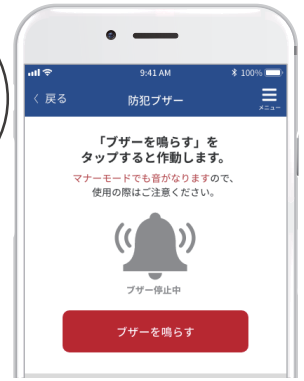 9:41 AM
100%
戻る
防犯ブザー
メニュー
「ブザーを鳴らす」を
タップすると作動します。
マナーモードでも音がなりますので、
使用の際はご注意ください。
ブザー停止中
ブザーを鳴らす